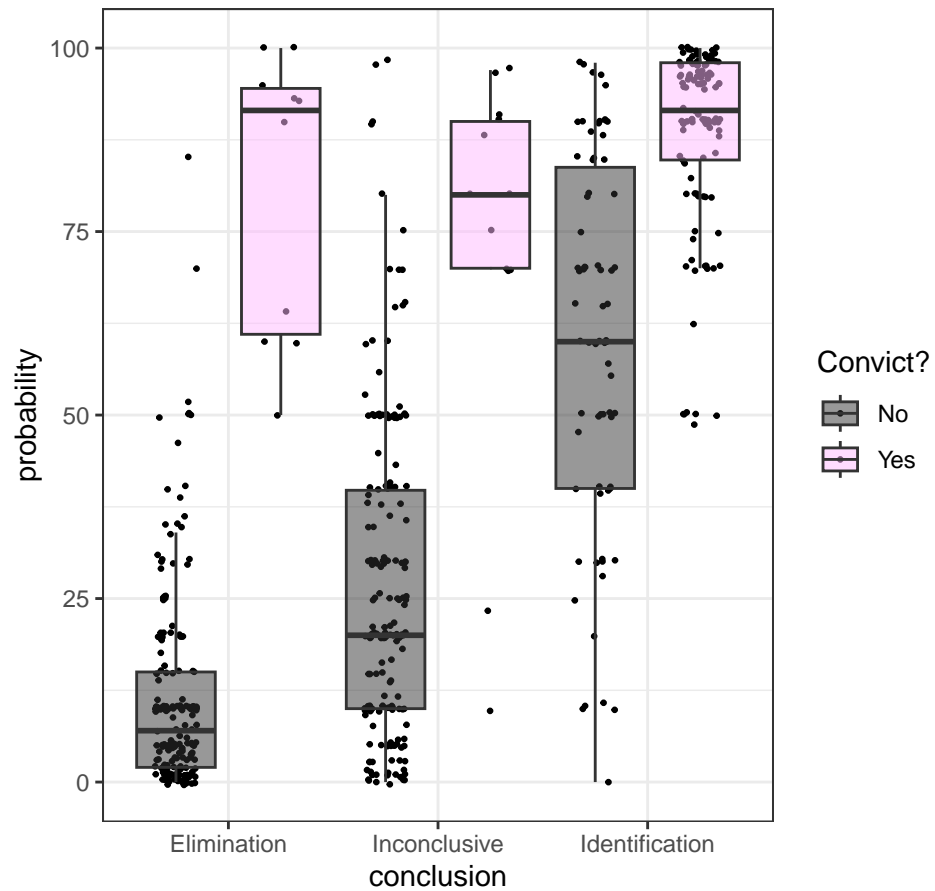 100
75
50
25
0
probability
Elimination
Inconclusive
Identification
conclusion
Convict?
No
Yes